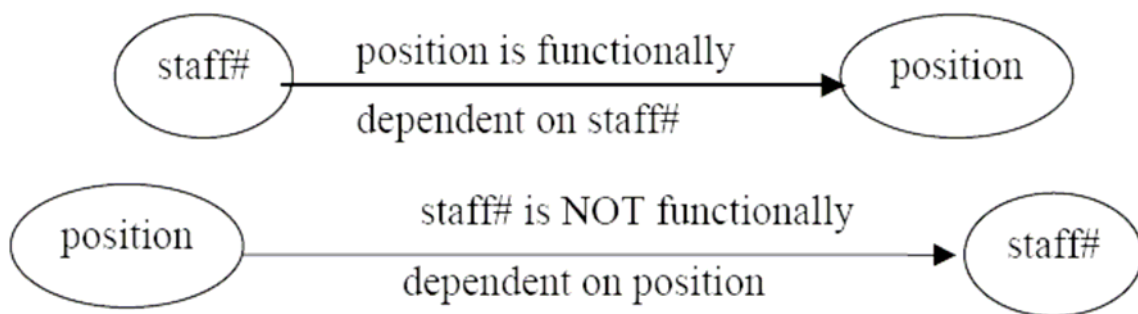 staff#
position is functionally
dependent on staff#
position
position
staff# is NOT functionally
dependent on position
staff#